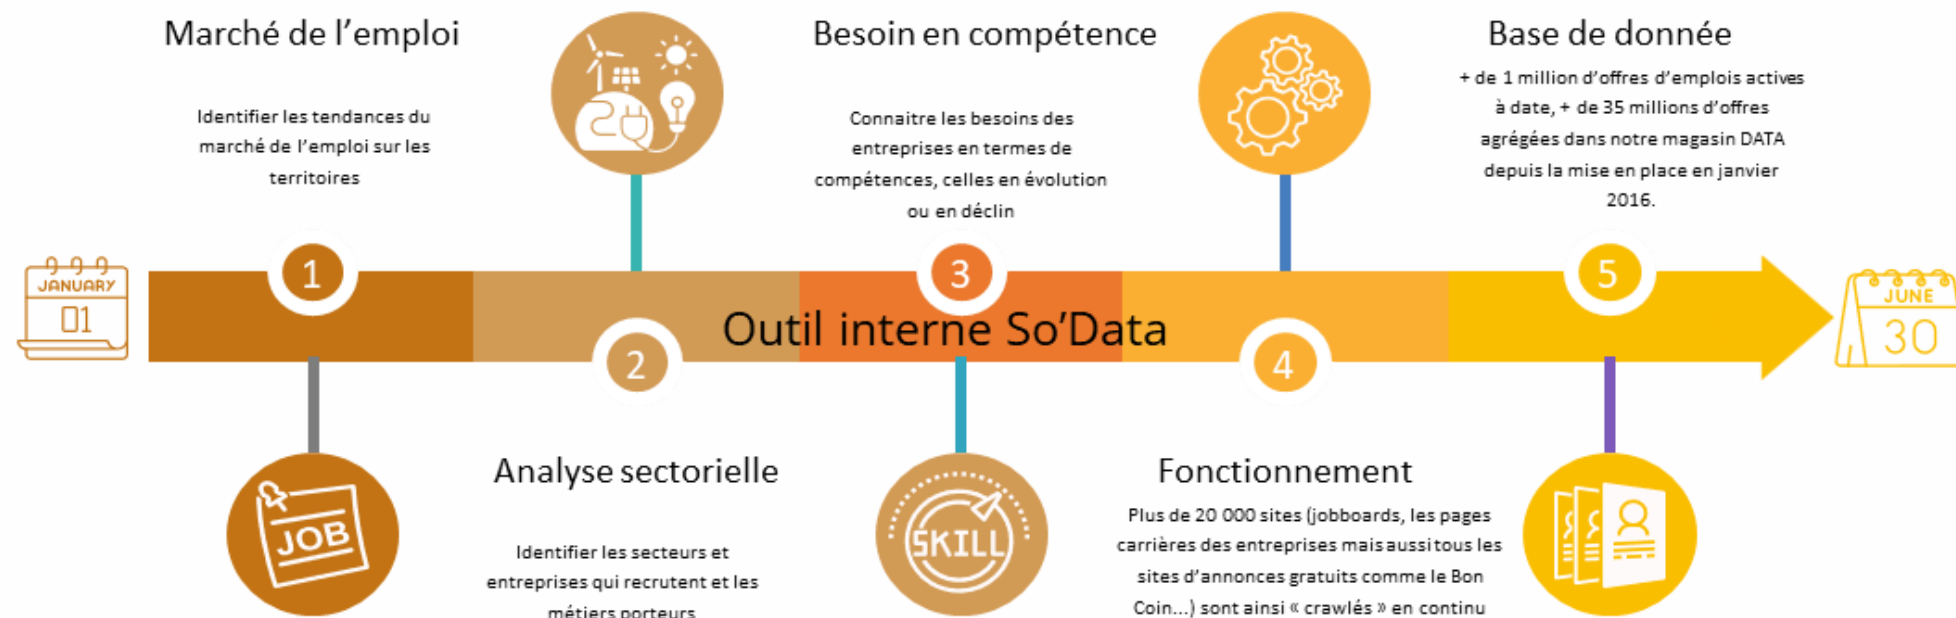 Marché de l'emploi
Identifier les tendances du
marché de l'emploi sur les
territoires
Besoin en compétence
Connaitre les besoins des
entreprises en termes de
compétences, celles en évolution
ou en déclin
Base de donnée
+ de 1 million d'offres d'emplois actives
à date, + de 35 millions d'offres
agrégées dans notre magasin DATA
depuis la mise en place en janvier
2016.
JANUARY
01
1
2
3
4
5
Outil interne So'Data
JUNE
30
JOB
Analyse sectorielle
Identifier les secteurs et
entreprises qui recrutent et les
métiers porteurs
SKILL
Fonctionnement
Plus de 20 000 sites (jobboards, les pages
carrières des entreprises mais aussi tous les
sites d'annonces gratuits comme le Bon
Coin...) sont ainsi « crawlés » en continu